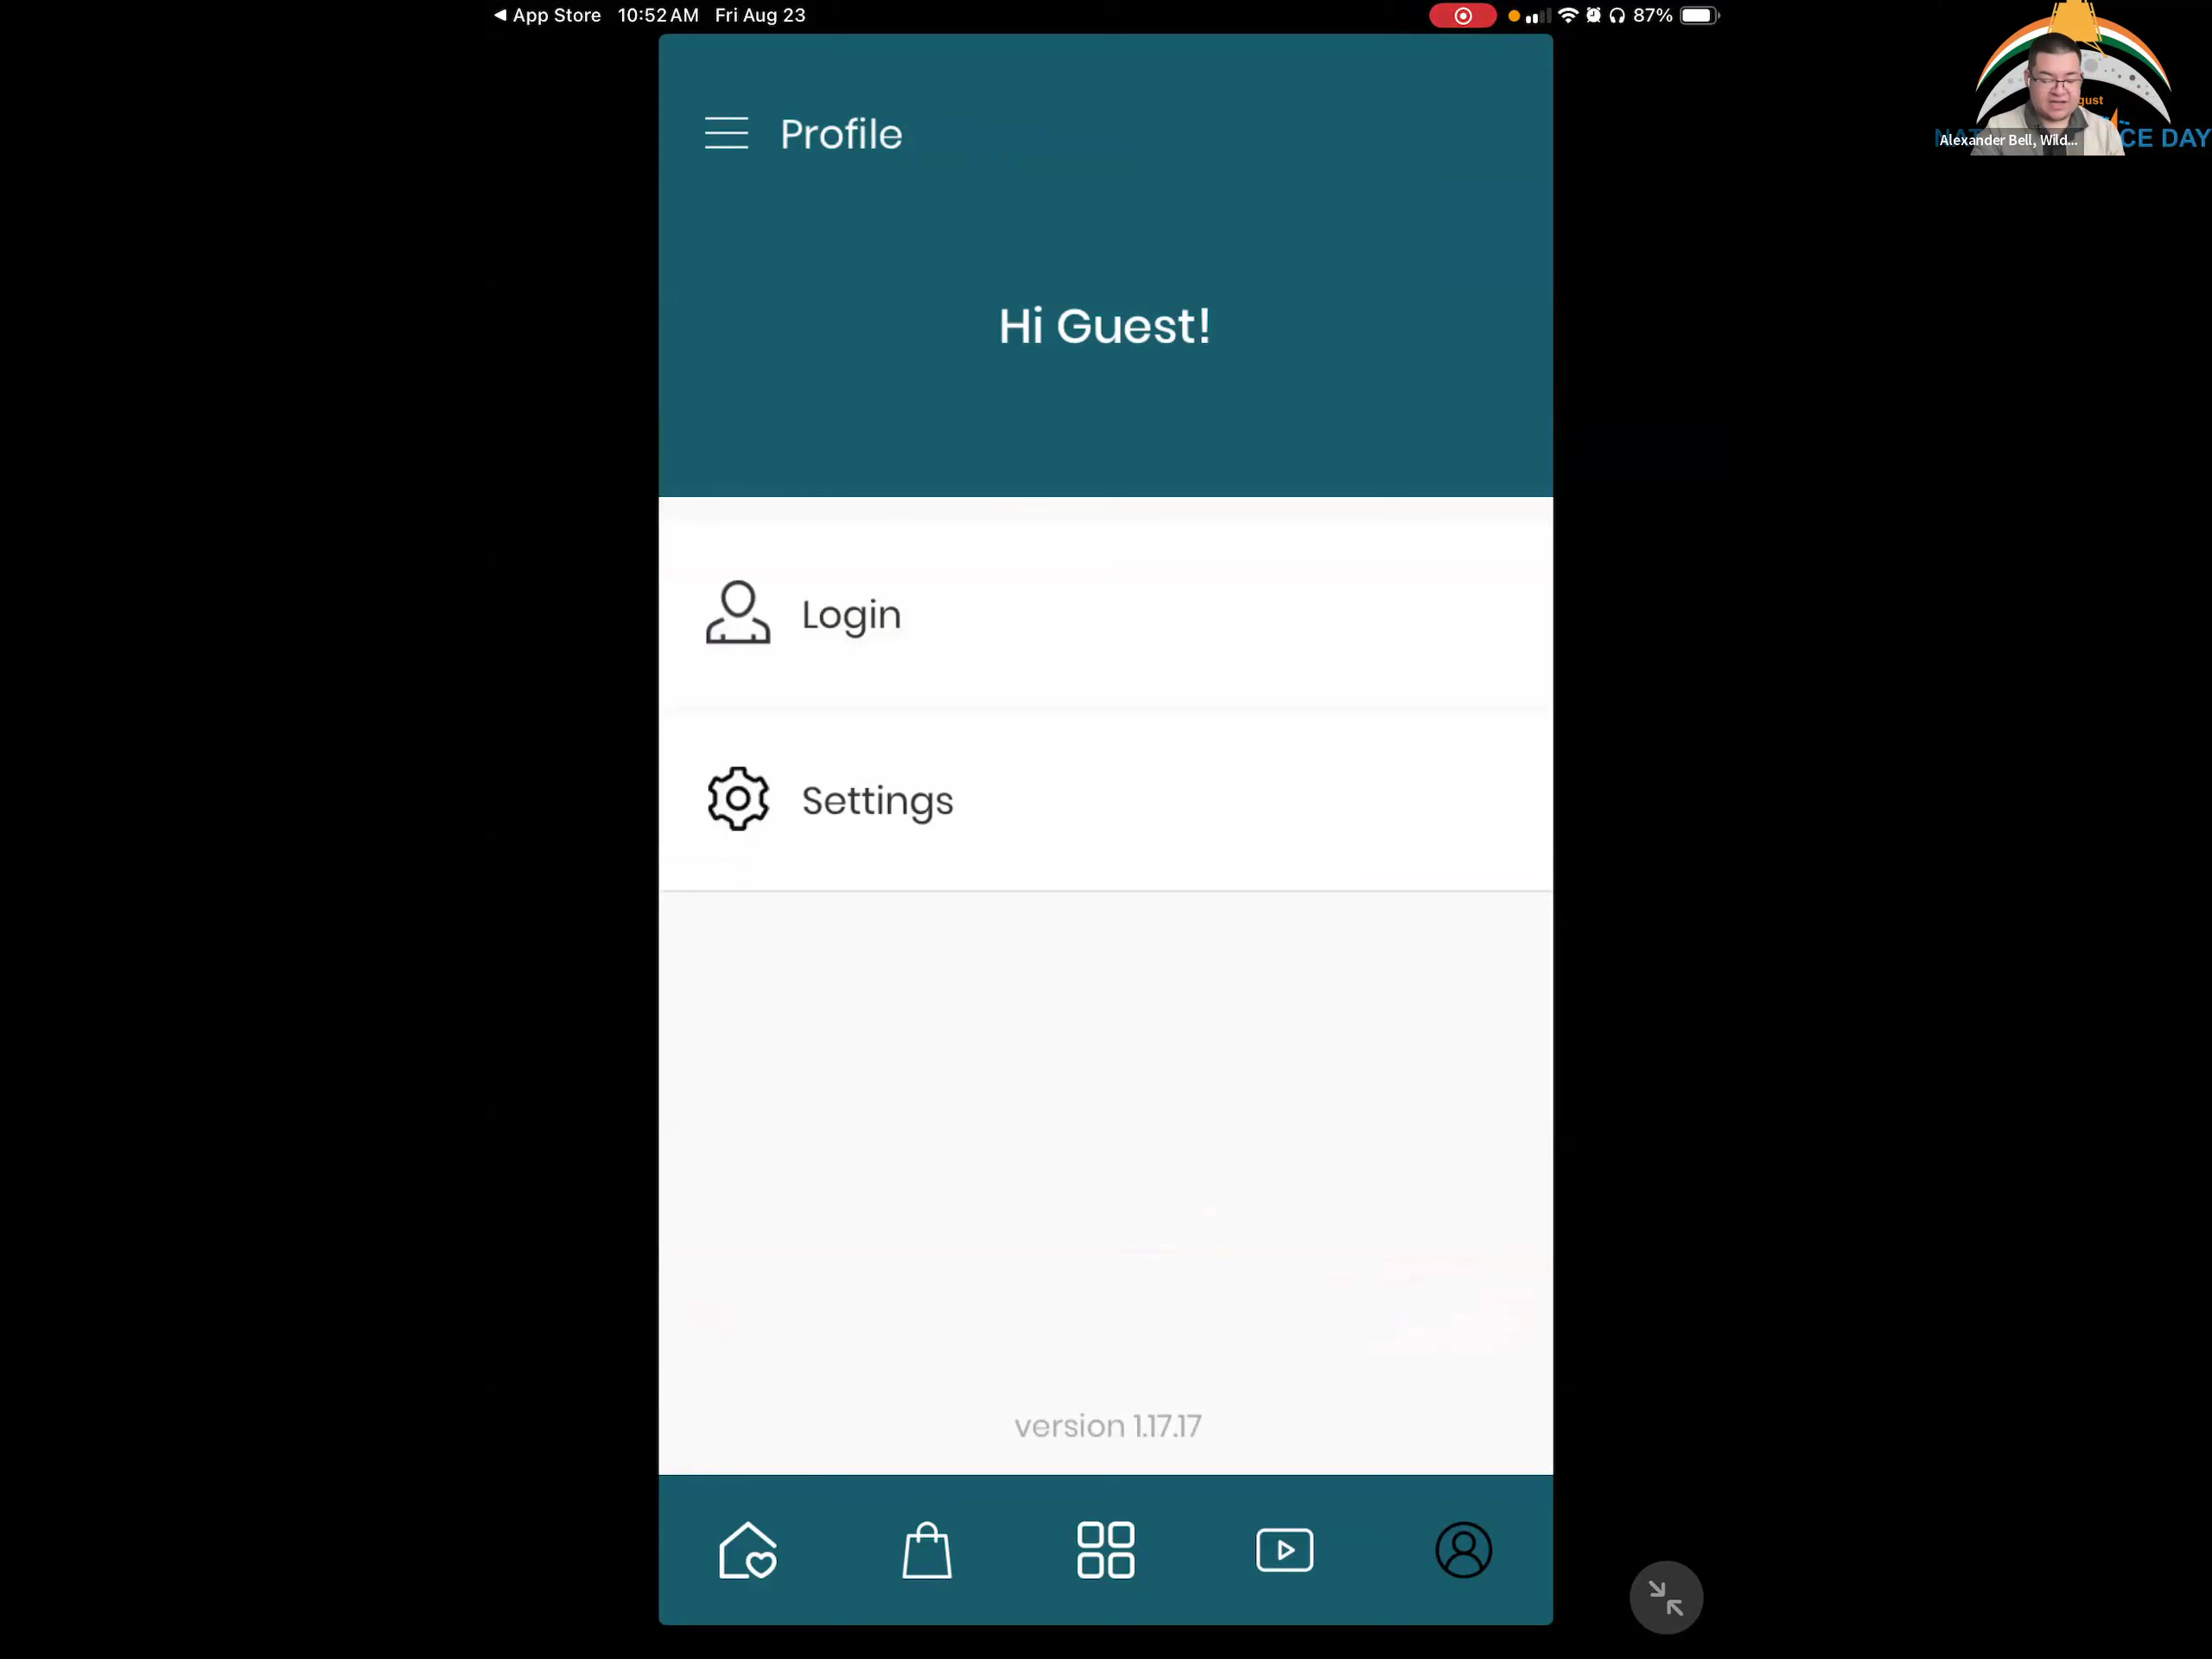 ◀ App Store 10:52 AM Fri Aug 23
87%
Profile
Hi Guest!
Login
Settings
version 1.17.17
gust
CE DAY
Alexander Bell, Wild...